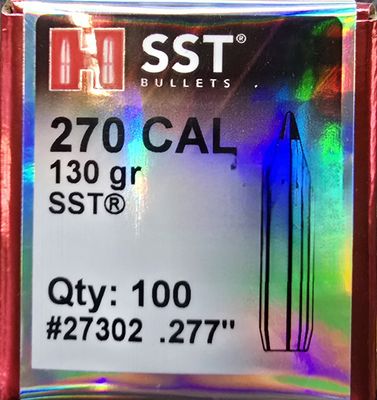 H SST®
BULLETS
270 CAL
130 gr
SST®
Qty: 100
#27302 .277"